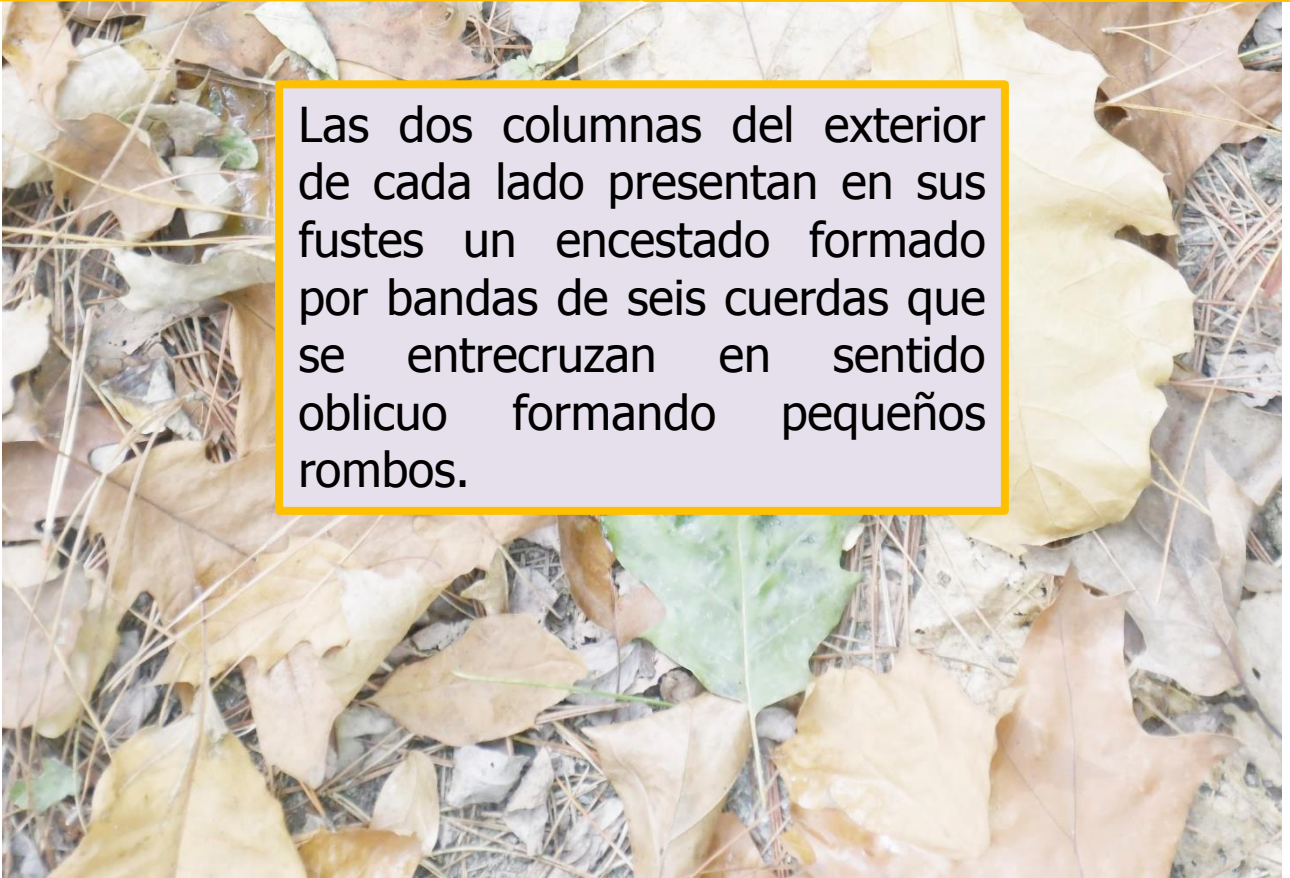 Las dos columnas del exterior
de cada lado presentan en sus
fustes un encestado formado
por bandas de seis cuerdas que
se entrecruzan en sentido
oblicuo formando pequeños
rombos.